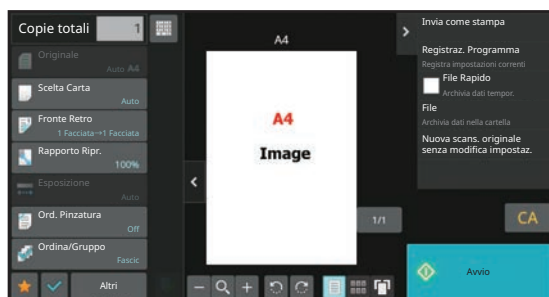 Copie totali 1
Originale
Auto A4
Scelta Carta
Auto
Fronte Retro
1 Facciata→1 Facciata
Rapporto Ripr.
100%
Esposizione
Auto
Ord. Pinzatura
Off
Ordina/Gruppo
Fascic
Altri
A4
A4
Image
1/1
Invia come stampa
Registraz. Programma
Registra impostazioni correnti
File Rapido
Archivia dati tempor.
File
Archivia dati nella cartella
Nuova scans. originale
senza modifica impostaz.
CA
Avvio